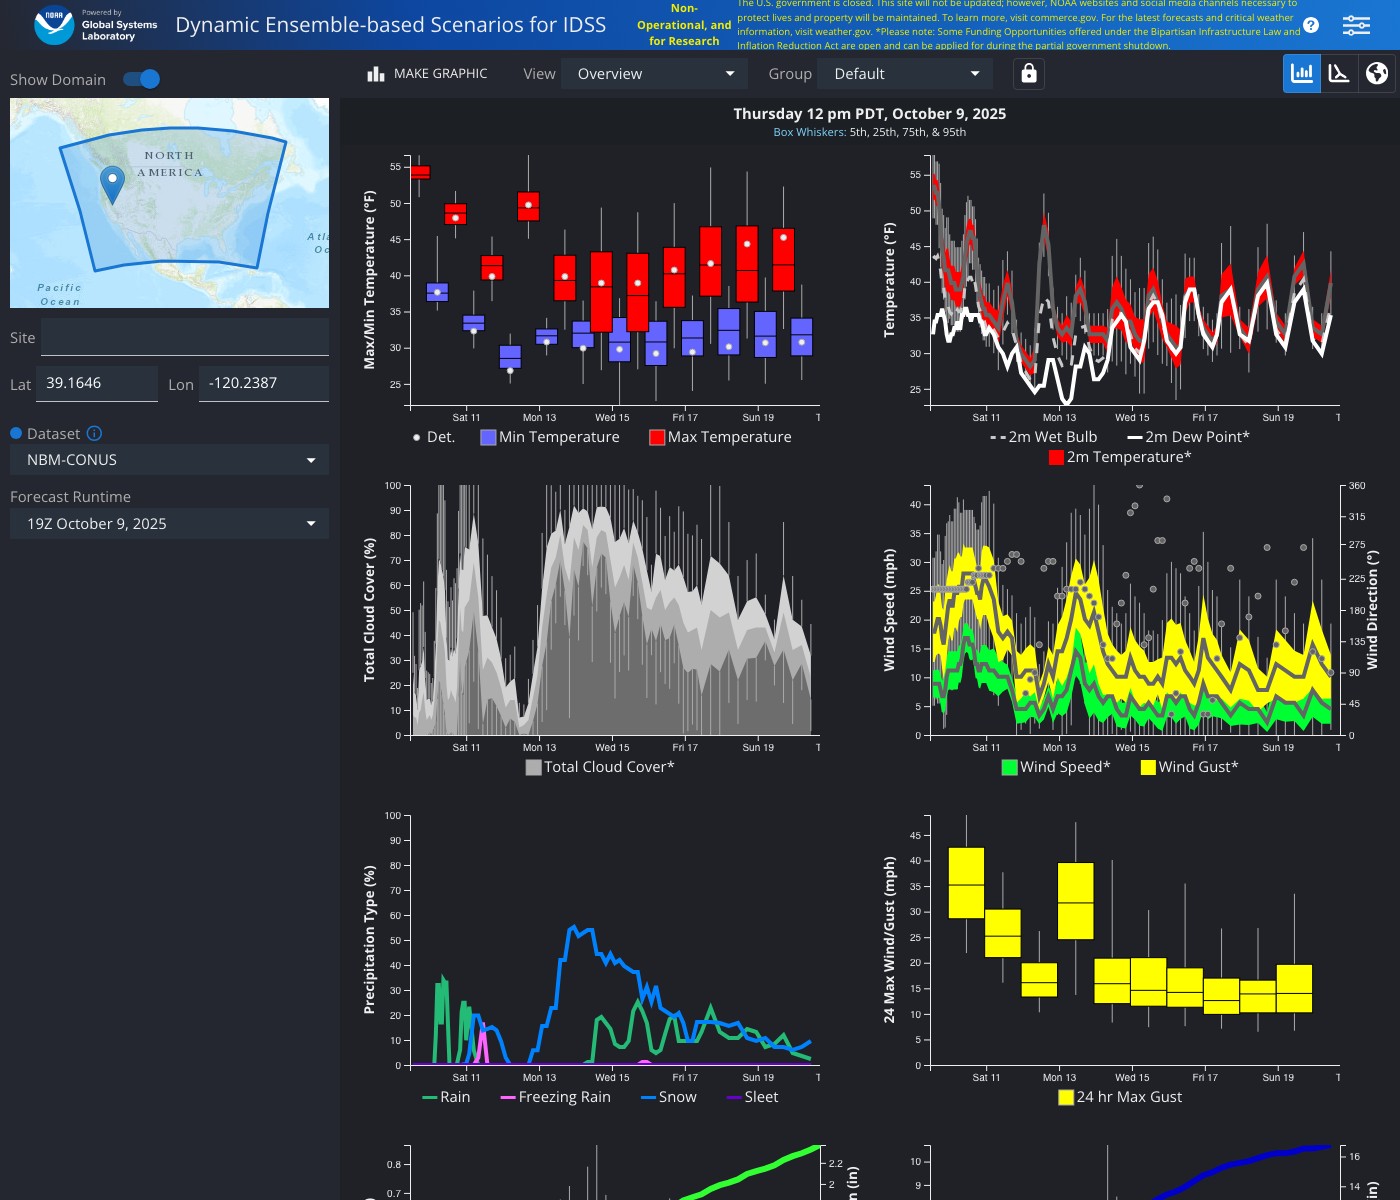 NOAA
Powered by
Global Systems
Laboratory
Dynamic Ensemble-based Scenarios for IDSS
Non-
Operational, and
for Research
The U.S. government is closed. This site will not be updated; however, NOAA websites and social media channels necessary to
protect lives and property will be maintained. To learn more, visit commerce.gov. For the latest forecasts and critical weather
information, visit weather.gov. *Please note: Some Funding Opportunities offered under the Bipartisan Infrastructure Law and
Inflation Reduction Act are open and can be applied for during the partial government shutdown.
?
Show Domain
MAKE GRAPHIC
View
Overview
Group
Default
NORTH
AMERICA
Atla
Oc
Pacific
Ocean
Site
Lat
39.1646
Lon
-120.2387
Dataset
NBM-CONUS
Forecast Runtime
19Z October 9, 2025
Thursday 12 pm PDT, October 9, 2025
Box Whiskers: 5th, 25th, 75th, & 95th
Max/Min Temperature (°F)
55
50
45
40
35
30
25
Sat 11
Mon 13
Wed 15
Fri 17
Sun 19
T
Det.
Min Temperature
Max Temperature
Temperature (°F)
55
50
45
40
35
30
25
Sat 11
Mon 13
Wed 15
Fri 17
Sun 19
T
2m Wet Bulb
2m Dew Point*
2m Temperature*
Total Cloud Cover (%)
100
90
80
70
60
50
40
30
20
10
0
Sat 11
Mon 13
Wed 15
Fri 17
Sun 19
T
Total Cloud Cover*
Wind Speed (mph)
40
35
30
25
20
15
10
5
0
360
315
275
225
180
135
90
45
0
Wind Direction (°)
Sat 11
Mon 13
Wed 15
Fri 17
Sun 19
T
Wind Speed*
Wind Gust*
Precipitation Type (%)
100
90
80
70
60
50
40
30
20
10
0
Sat 11
Mon 13
Wed 15
Fri 17
Sun 19
T
Rain
Freezing Rain
Snow
Sleet
24 Max Wind/Gust (mph)
45
40
35
30
25
20
15
10
5
0
Sat 11
Mon 13
Wed 15
Fri 17
Sun 19
T
24 hr Max Gust
0.8
0.7
2.2
2
n (in)
10
9
16
14
in)